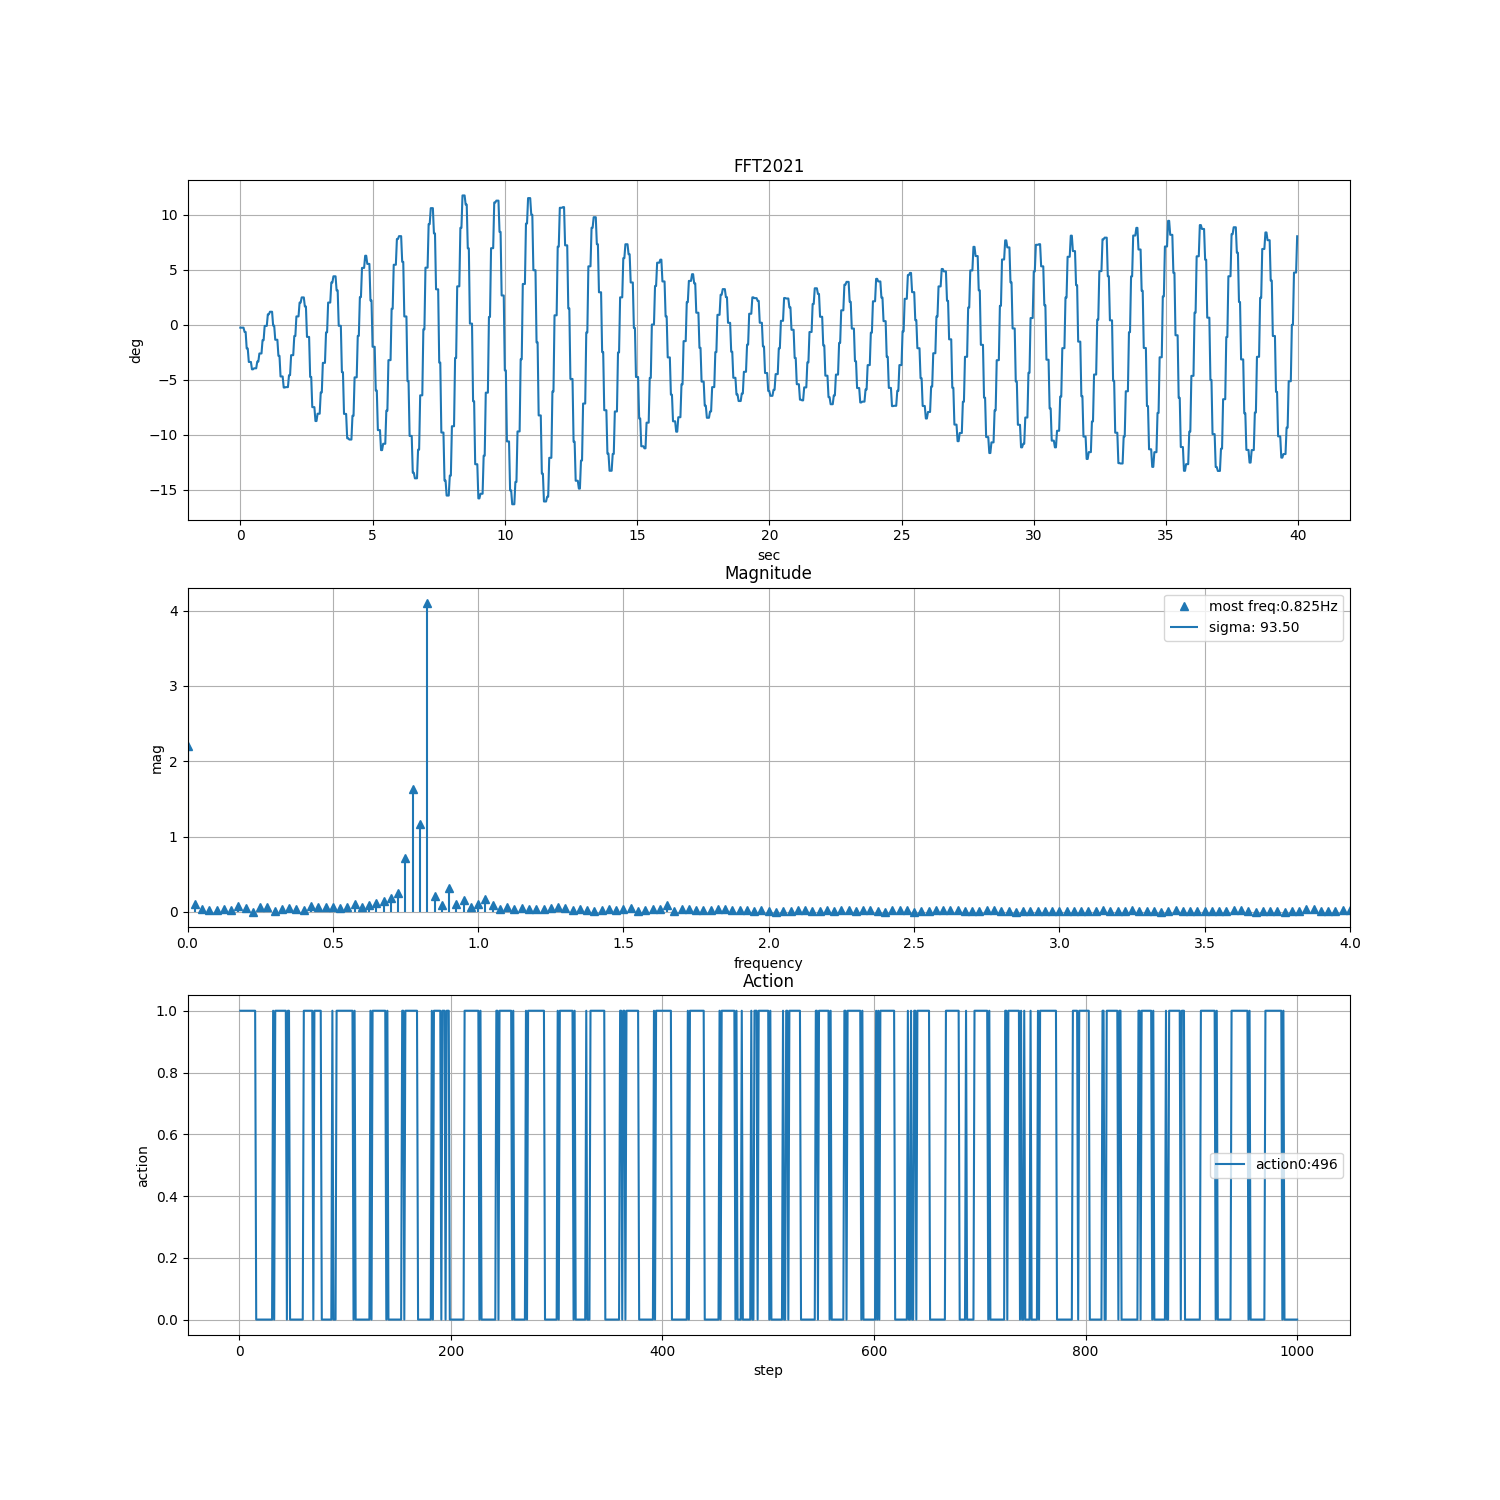 FFT2021
10
5
0
−5
−10
−15
deg
0 5 10 15 20 25 30 35 40
sec
Magnitude
most freq:0.825Hz
sigma: 93.50
4
3
2
1
0
mag
0.0 0.5 1.0 1.5 2.0 2.5 3.0 3.5 4.0
frequency
Action
1.0
0.8
0.6
0.4
0.2
0.0
action
action0:496
0 200 400 600 800 1000
step